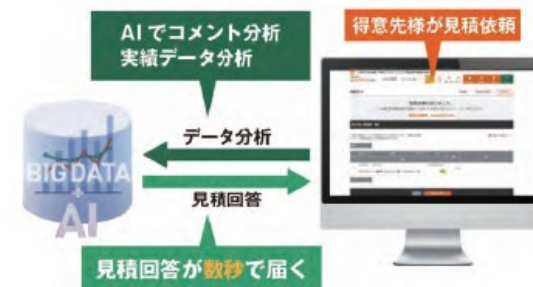 AIでコメント分析
実績データ分析
得意先様が見積依頼
データ分析
BIG DATA
+
AI
見積回答
見積回答が数秒で届く